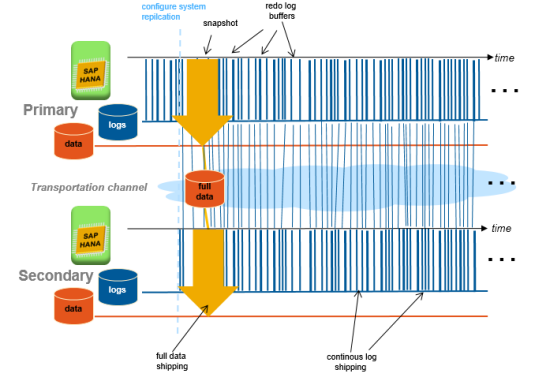 configure system
replication
snapshot
redo log
buffers
time
SAP
HANA
Primary
logs
data
Transportation channel
full
data
SAP
HANA
time
Secondary
logs
data
full data
shipping
continous log
shipping